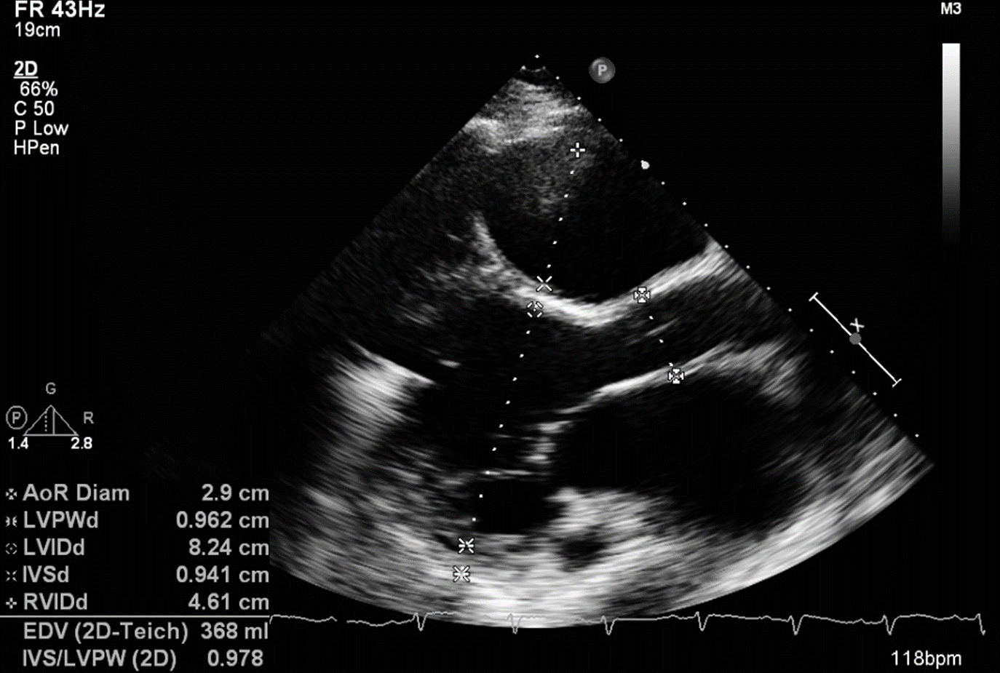 FR 43Hz
19cm
M3
2D
66%
C 50
P Low
HPen
P
G
P R
1.4 2.8
AoR Diam 2.9 cm
LVPWd 0.962 cm
LVIDd 8.24 cm
IVSd 0.941 cm
RVIDd 4.61 cm
EDV (2D-Teich) 368 ml
IVS/LVPW (2D) 0.978
118bpm